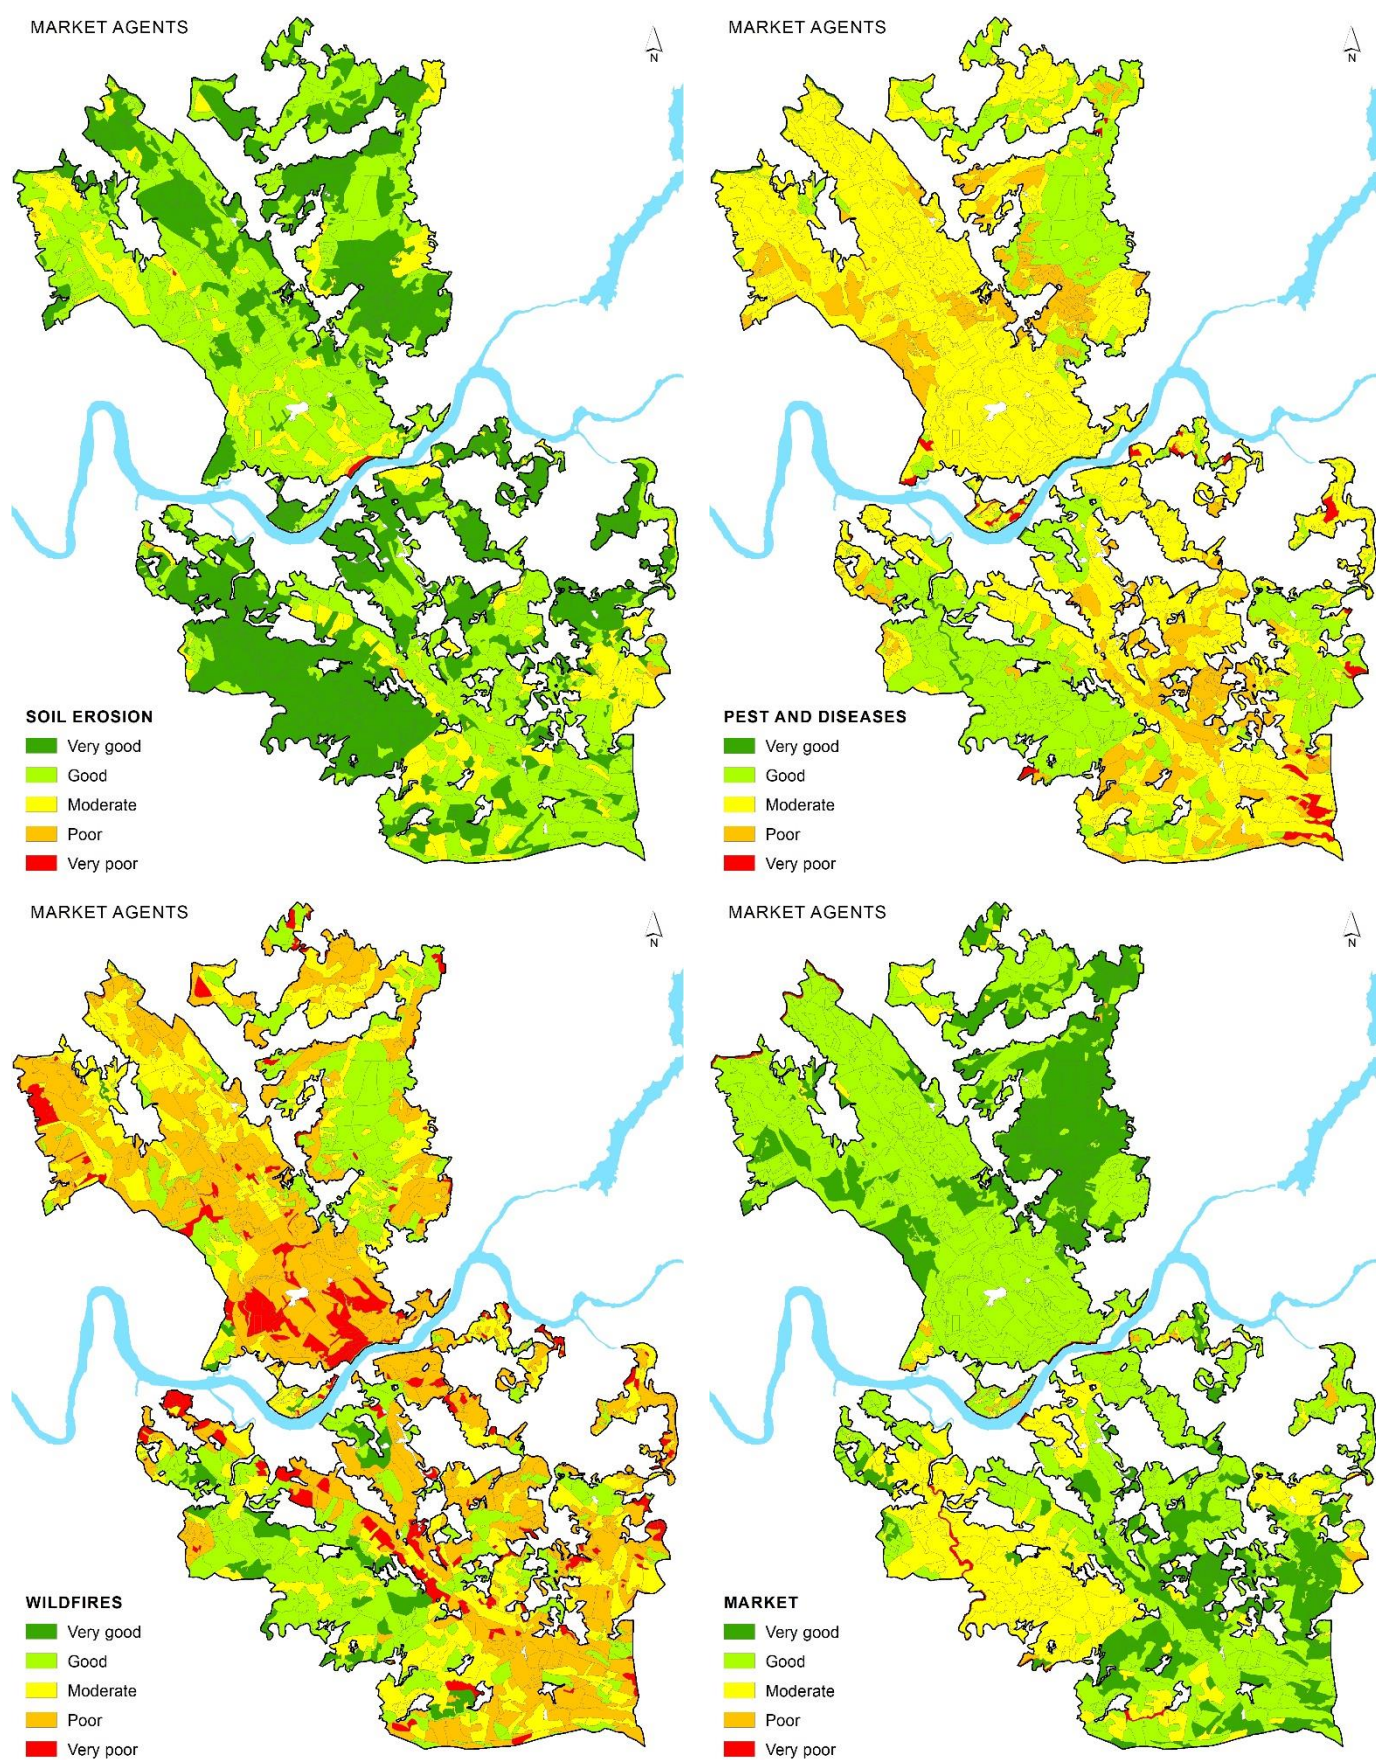 MARKET AGENTS
N
SOIL EROSION
Very good
Good
Moderate
Poor
Very poor
MARKET AGENTS
N
PEST AND DISEASES
Very good
Good
Moderate
Poor
Very poor
MARKET AGENTS
N
WILDFIRES
Very good
Good
Moderate
Poor
Very poor
MARKET AGENTS
N
MARKET
Very good
Good
Moderate
Poor
Very poor